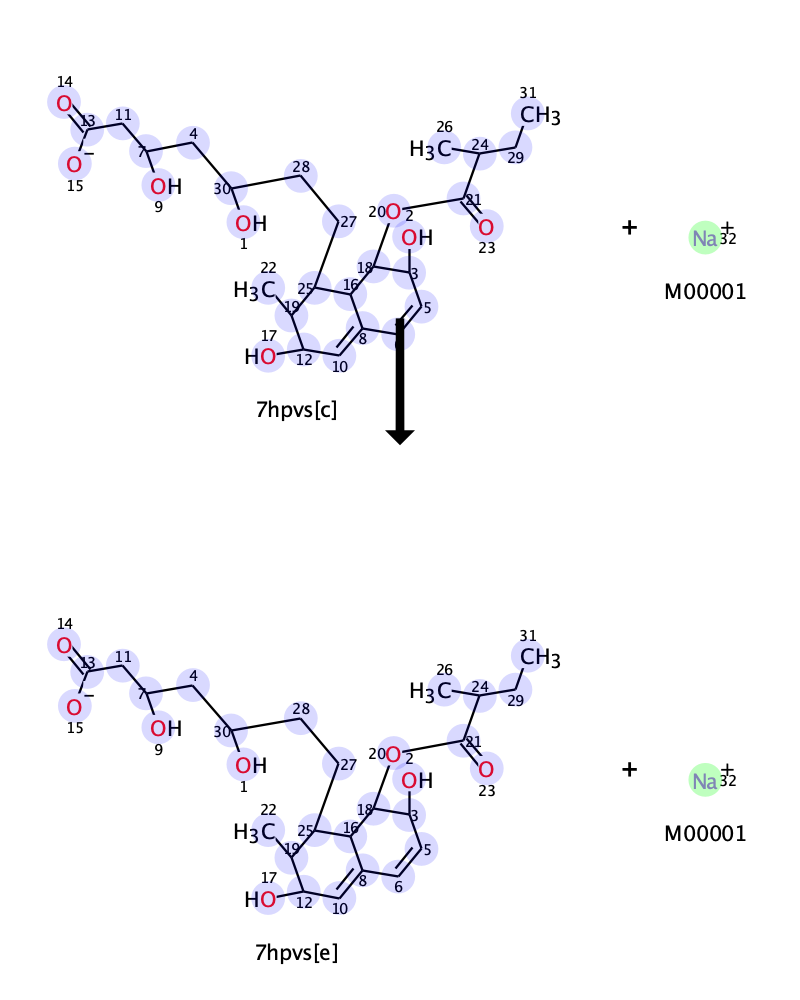 14
O
13
11
4
7
O
−
15
OH
9
28
30
OH
1
27
31
CH3
26
H3C
24
29
21
20
O
2
OH
O
23
+
Na
+
32
M00001
22
H3C
25
16
18
3
19
5
17
HO
12
10
8
7hpvs[c]
14
O
13
11
4
7
O
−
15
OH
9
28
30
OH
1
27
31
CH3
26
H3C
24
29
21
20
O
2
OH
O
23
+
Na
+
32
M00001
22
H3C
25
16
18
3
19
5
17
HO
12
10
8
6
7hpvs[e]